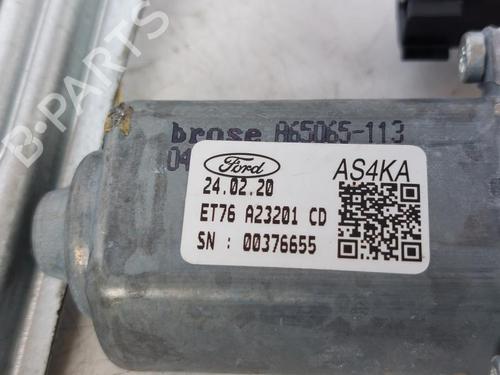 B-PARTS
brose A65065-113
04
Ford
AS4KA
24.02.20
ET76 A23201 CD
SN : 00376655